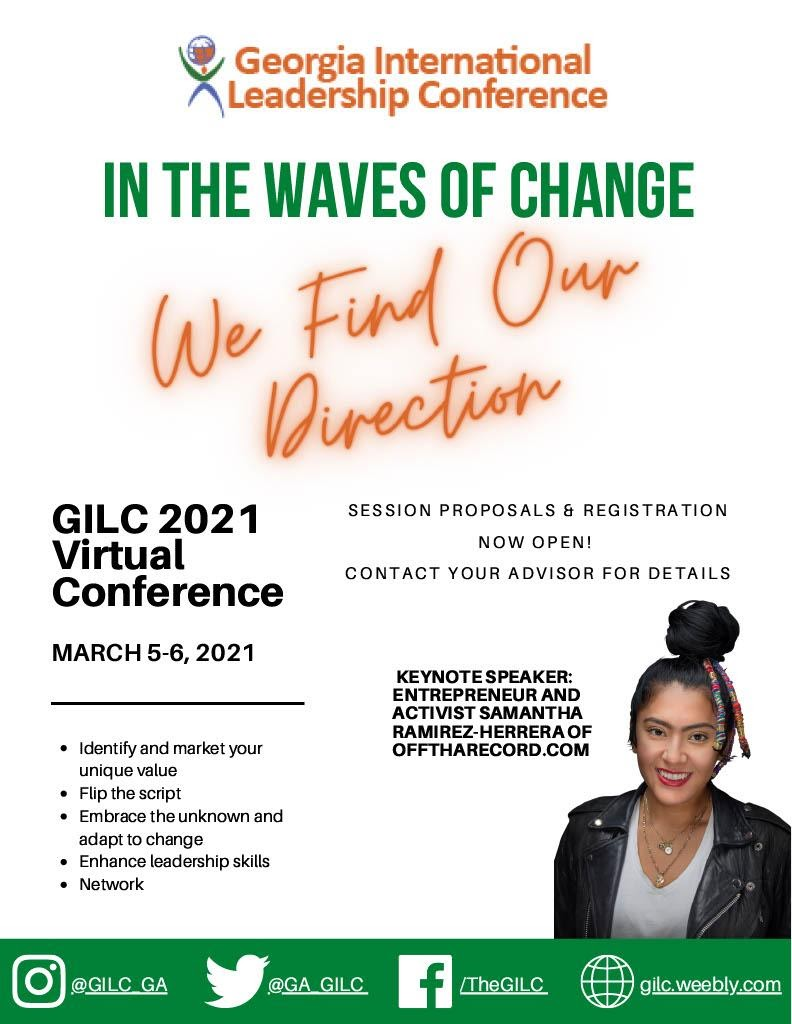 Georgia International
Leadership Conference
IN THE WAVES OF CHANGE
We Find Our
Direction
GILC 2021
Virtual
Conference
MARCH 5-6, 2021
• Identify and market your
unique value
• Flip the script
• Embrace the unknown and
adapt to change
• Enhance leadership skills
• Network
SESSION PROPOSALS & REGISTRATION
NOW OPEN!
CONTACT YOUR ADVISOR FOR DETAILS
KEYNOTE SPEAKER:
ENTREPRENEUR AND
ACTIVIST SAMANTHA
RAMIREZ-HERRERA OF
OFFTHARECORD.COM
@GILC_GA
@GA_GILC
/TheGILC
gilc.weebly.com